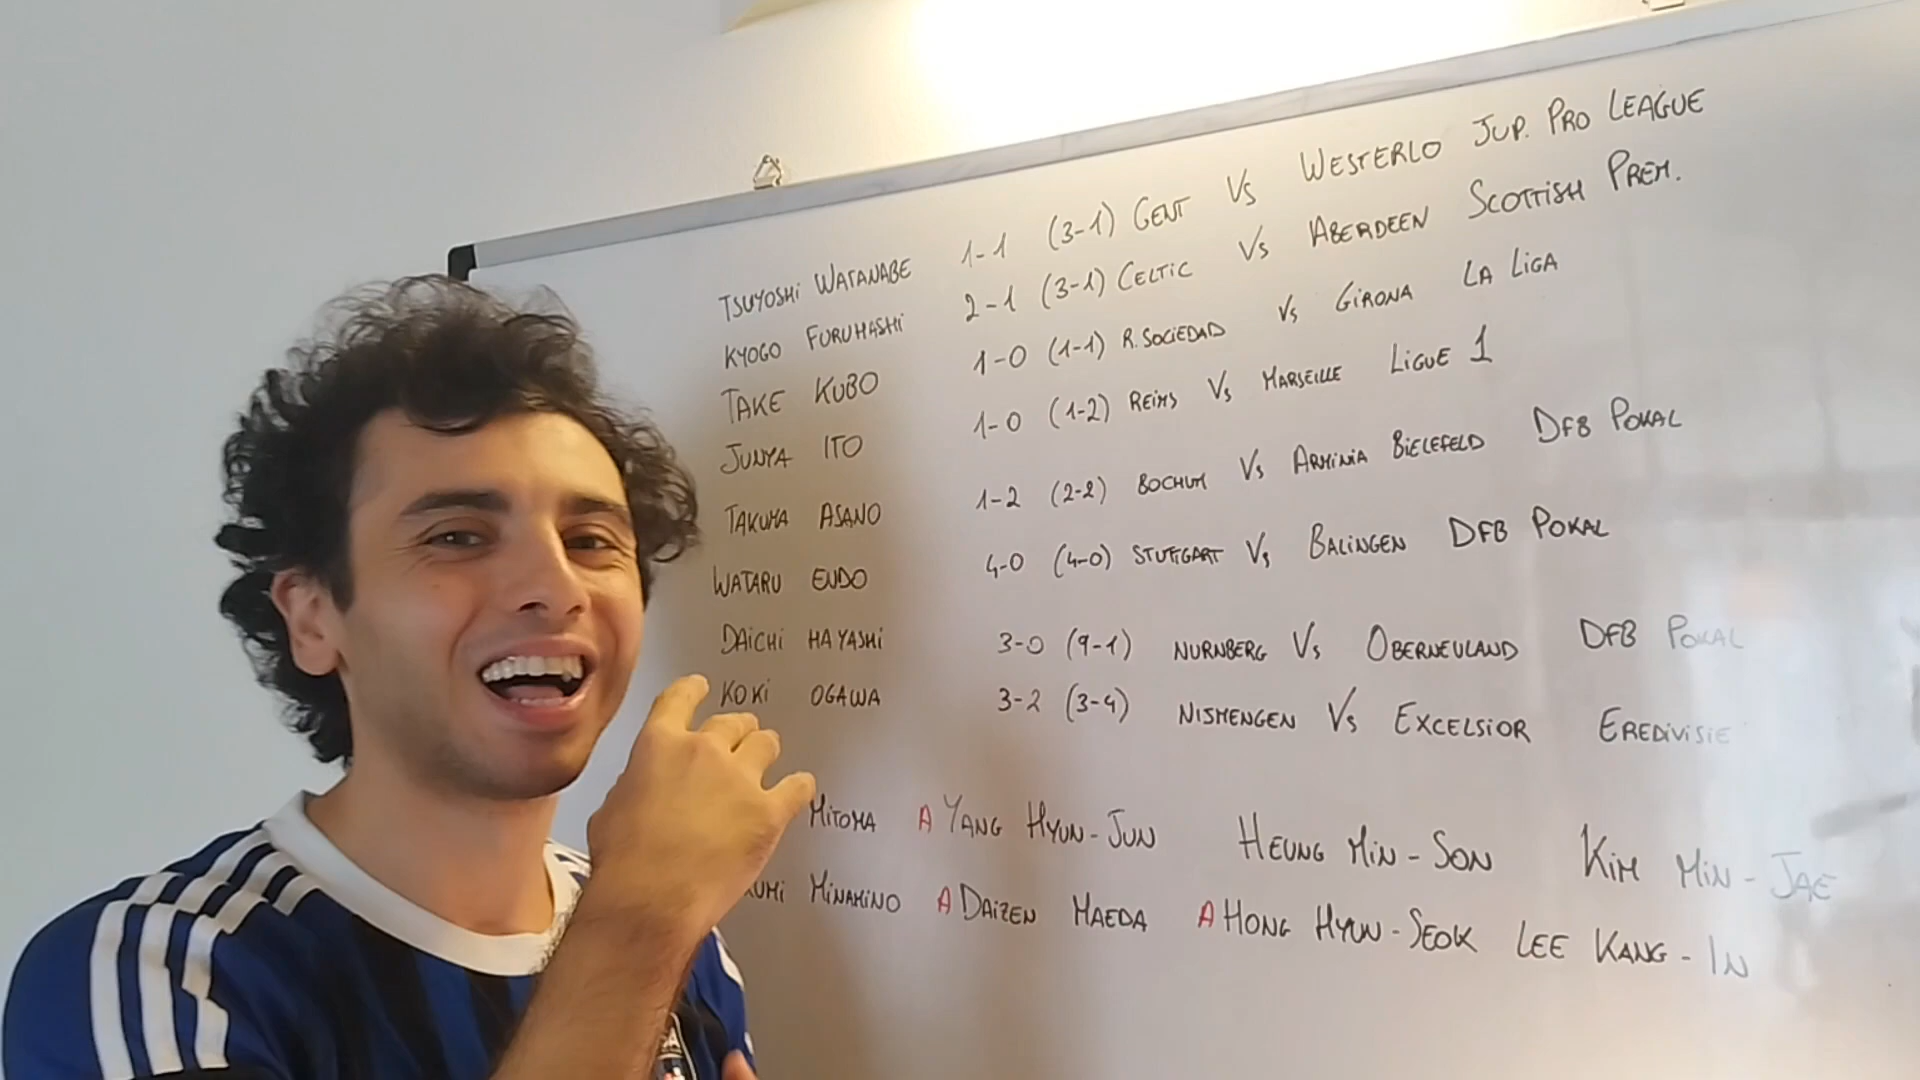 TSUYOSHI WATANABE 1-1 (3-1) GENT Vs WESTERLO JUP. PRO LEAGUE
KYOGO FURUHASHI 2-1 (3-1) CELTIC Vs ABERDEEN SCOTTISH PREM.
TAKE KUBO 1-0 (1-1) R. SOCIEDAD Vs GIRONA LA LIGA
JUNYA ITO 1-0 (1-2) REIMS Vs MARSEILLE LIGUE 1
TAKUMA ASANO 1-2 (2-2) BOCHUM Vs ARMINIA BIELEFELD DFB POKAL
WATARU ENDO 4-0 (4-0) STUTTGART Vs BALINGEN DFB POKAL
DAICHI HAYASHI 3-0 (9-1) NURNBERG Vs OBERNEULAND DFB POKAL
KOKI OGAWA 3-2 (3-4) NISMENGEN Vs EXCELSIOR EREDIVISIE
MITOMA A YANG HYUN-JUN HEUNG MIN-SON KIM MIN-JAE
KUMI MINAMINO A DAIZEN MAEDA A HONG HYUN-SEOK LEE KANG-IN